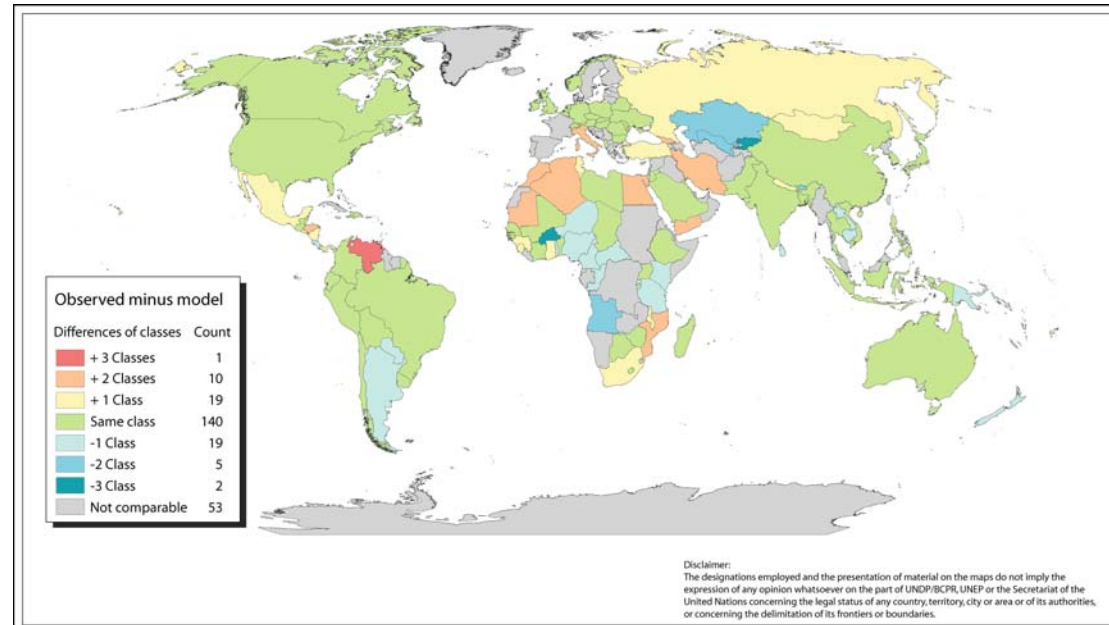 Observed minus model
Differences of classes Count
+ 3 Classes 1
+ 2 Classes 10
+ 1 Class 19
Same class 140
-1 Class 19
-2 Class 5
-3 Class 2
Not comparable 53
Disclaimer:
The designations employed and the presentation of material on the maps do not imply the
expression of any opinion whatsoever on the part of UNDP/BCPR, UNEP or the Secretariat of the
United Nations concerning the legal status of any country, territory, city or area or of its authorities,
or concerning the delimitation of its frontiers or boundaries.